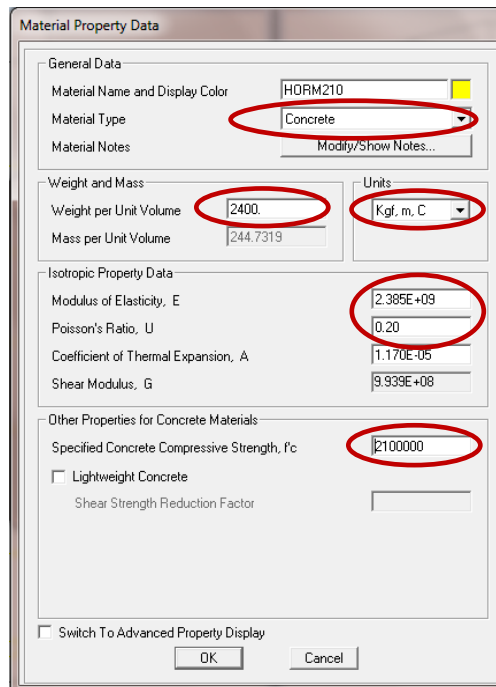 Material Property Data
General Data
Material Name and Display Color HORM210
Material Type Concrete
Material Notes Modify/Show Notes...
Weight and Mass Units
Weight per Unit Volume 2400. Kgf, m, C
Mass per Unit Volume 244.7319
Isotropic Property Data
Modulus of Elasticity, E 2.385E+09
Poisson's Ratio, U 0.20
Coefficient of Thermal Expansion, A 1.170E-05
Shear Modulus, G 9.939E+08
Other Properties for Concrete Materials
Specified Concrete Compressive Strength, f'c 2100000
Lightweight Concrete
Shear Strength Reduction Factor
Switch To Advanced Property Display
OK Cancel